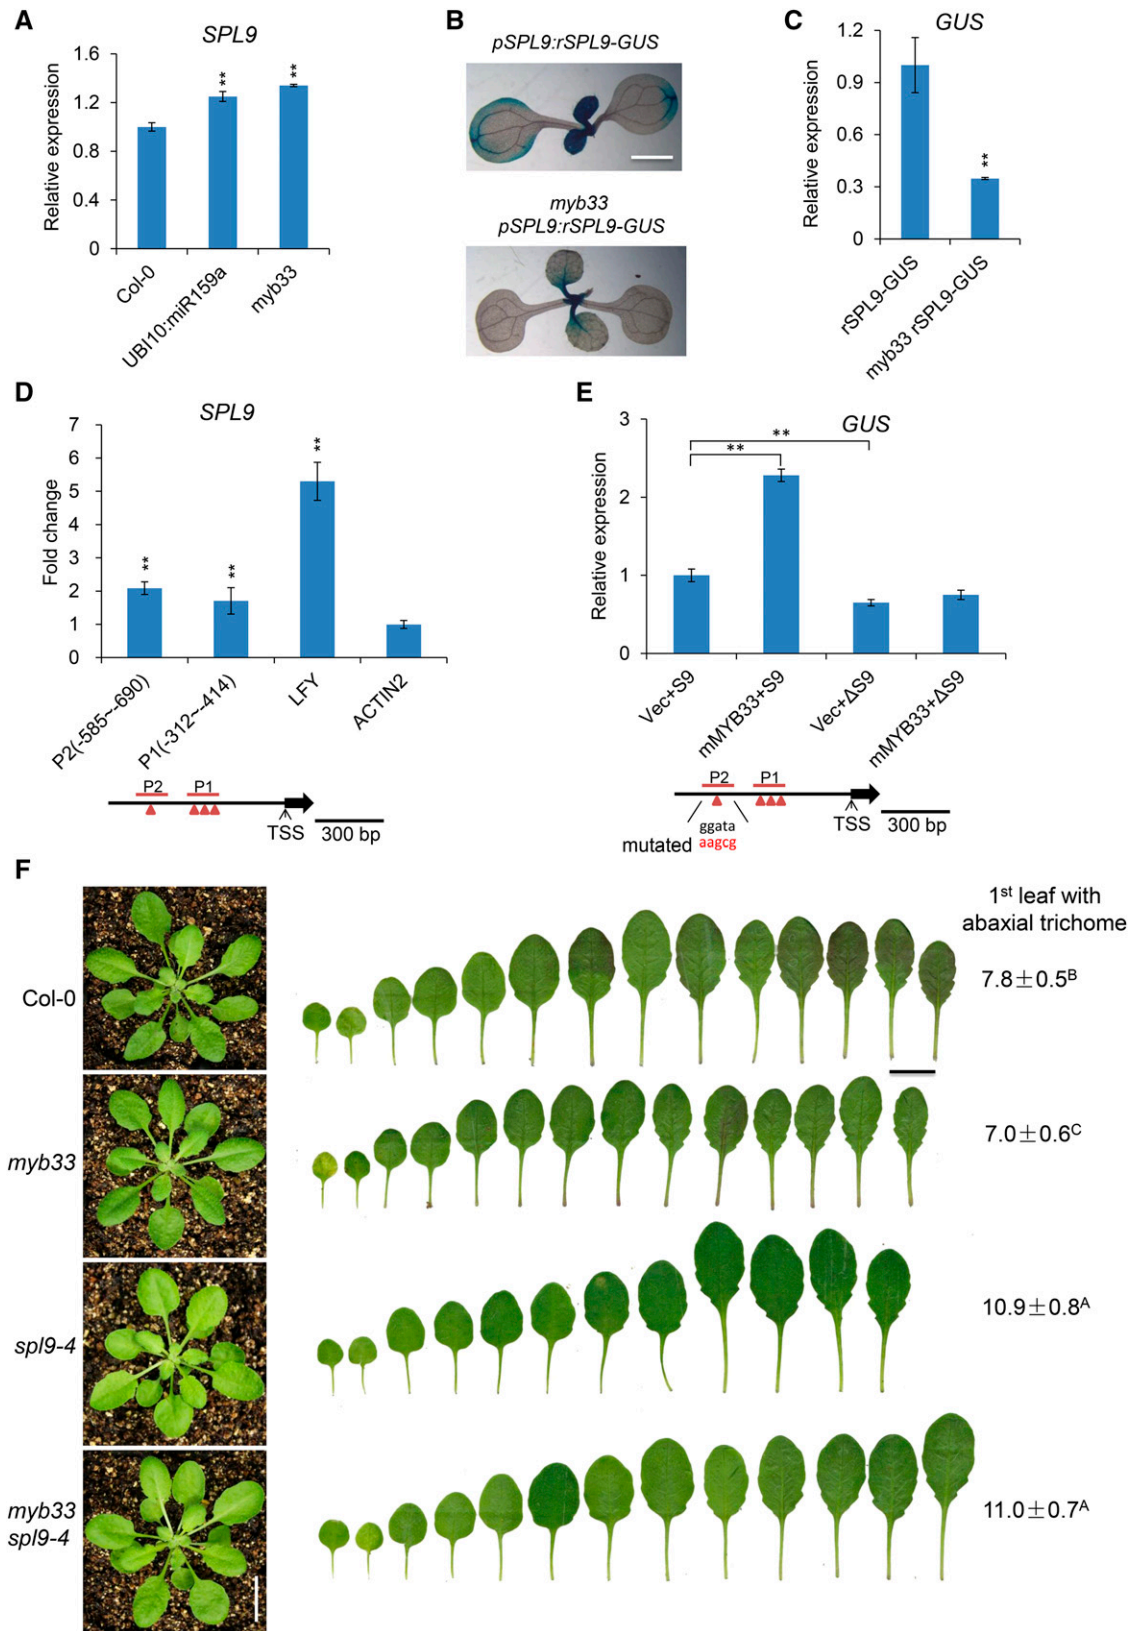 A
SPL9
Relative expression
1.6
1.2
0.8
0.4
0
**
**
Col-0
UBI10:miR159a
myb33
B
pSPL9:rSPL9-GUS
myb33
pSPL9:rSPL9-GUS
C
GUS
Relative expression
1.2
0.9
0.6
0.3
0
**
rSPL9-GUS
myb33 rSPL9-GUS
D
SPL9
Fold change
7
6
5
4
3
2
1
0
**
**
**
P2(-585~-690)
P1(-312~-414)
LFY
ACTIN2
P2
P1
TSS
300 bp
E
GUS
Relative expression
3
2
1
0
**
**
Vec+S9
mMYB33+S9
Vec+ΔS9
mMYB33+ΔS9
P2
P1
TSS
300 bp
ggata
mutated aagcg
F
1st leaf with
abaxial trichome
Col-0
7.8±0.5B
myb33
7.0±0.6C
spl9-4
10.9±0.8A
myb33
spl9-4
11.0±0.7A